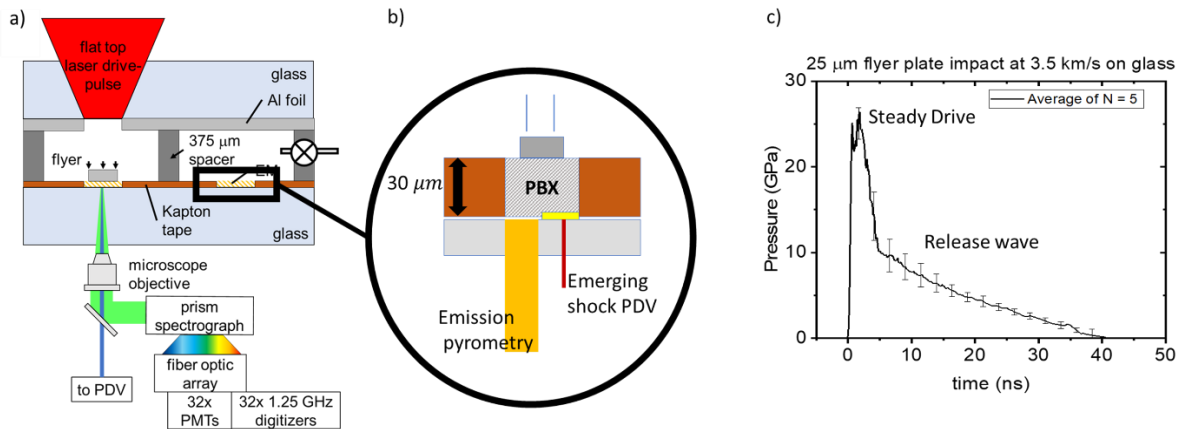 a)
flat top
laser drive-
pulse
glass
Al foil
375 μm
spacer
flyer
Kapton
tape
glass
microscope
objective
prism
spectrograph
fiber optic
array
to PDV
32x
PMTs
32x 1.25 GHz
digitizers
b)
30 μm
PBX
Emerging
shock PDV
Emission
pyrometry
c)
25 μm flyer plate impact at 3.5 km/s on glass
Average of N = 5
Steady Drive
Release wave
Pressure (GPa)
30
20
10
0
0 10 20 30 40 50
time (ns)